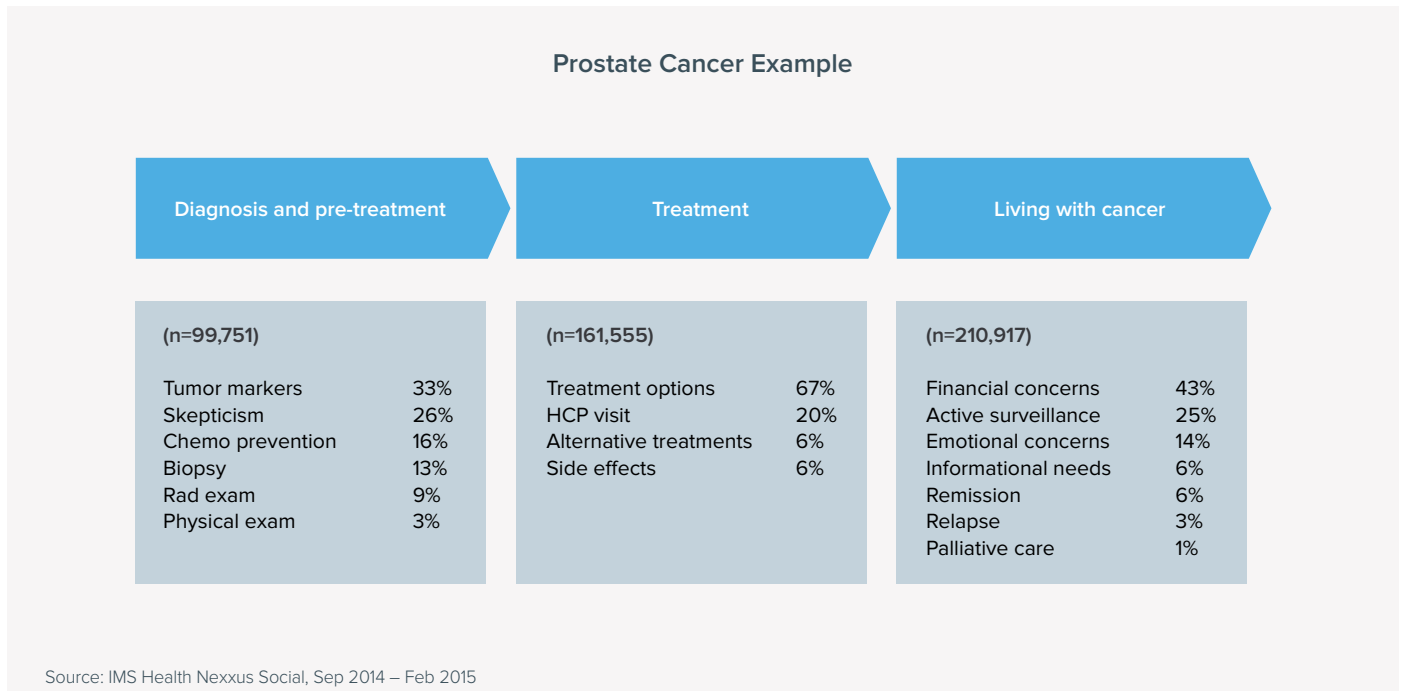 Prostate Cancer Example
Diagnosis and pre-treatment
Treatment
Living with cancer
(n=99,751)
Tumor markers 33%
Skepticism 26%
Chemo prevention 16%
Biopsy 13%
Rad exam 9%
Physical exam 3%
(n=161,555)
Treatment options 67%
HCP visit 20%
Alternative treatments 6%
Side effects 6%
(n=210,917)
Financial concerns 43%
Active surveillance 25%
Emotional concerns 14%
Informational needs 6%
Remission 6%
Relapse 3%
Palliative care 1%
Source: IMS Health Nexxus Social, Sep 2014 – Feb 2015